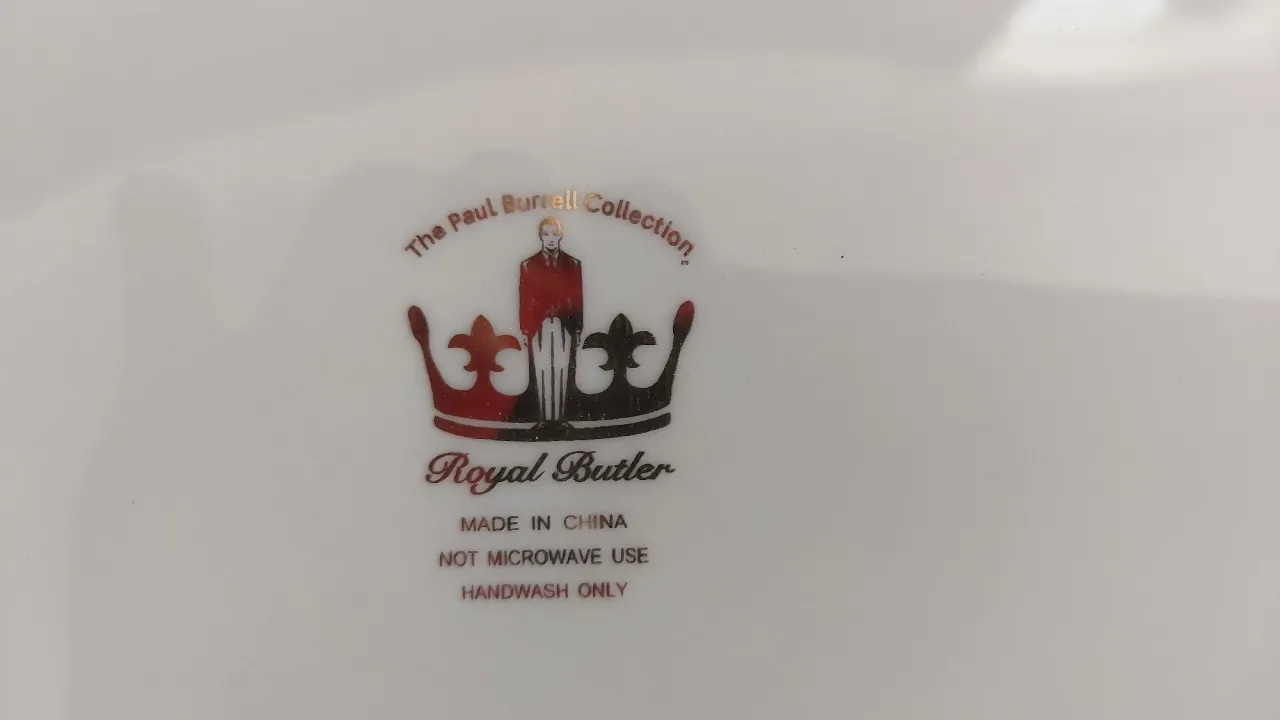 The Paul Burrell Collection
Royal Butler
MADE IN CHINA
NOT MICROWAVE USE
HANDWASH ONLY